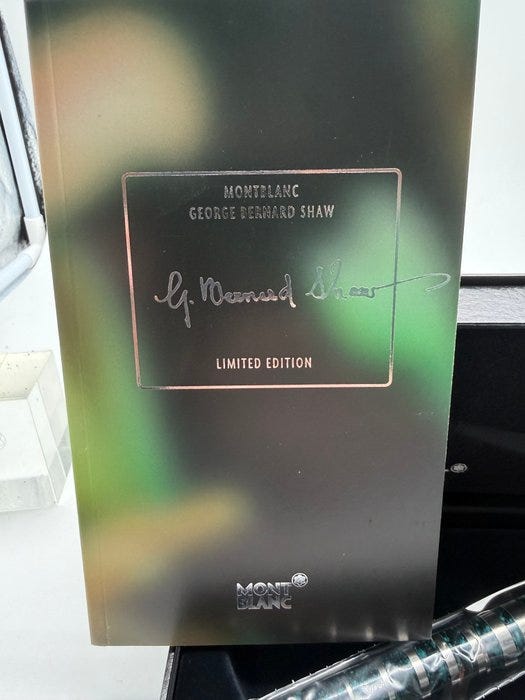 MONTBLANC
GEORGE BERNARD SHAW
G. Bernard Shaw
LIMITED EDITION
MONT
BLANC